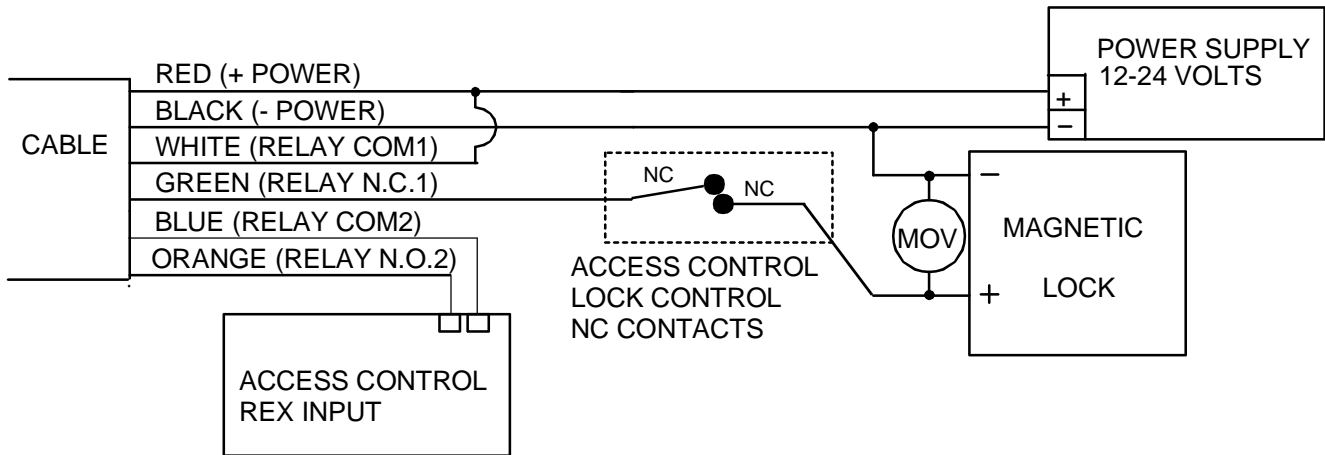 POWER SUPPLY
12-24 VOLTS
+
−
RED (+ POWER)
BLACK (- POWER)
CABLE
WHITE (RELAY COM1)
GREEN (RELAY N.C.1)
BLUE (RELAY COM2)
ORANGE (RELAY N.O.2)
NC
NC
ACCESS CONTROL
LOCK CONTROL
NC CONTACTS
MOV
−
MAGNETIC
LOCK
+
ACCESS CONTROL
REX INPUT